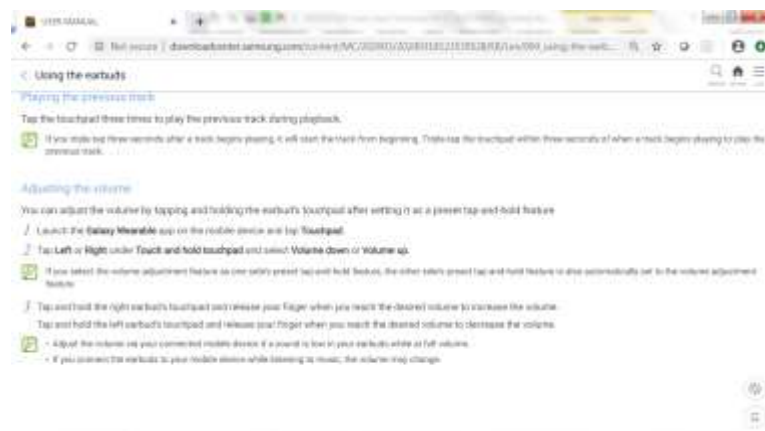 USER MANUAL
Not secure | downloadcenter.samsung.com/content/MC/
Using the earbuds
Playing the previous track
Tap the touchpad three times to play the previous track during playback.
If you triple-tap three seconds after a track begins playing, it will start the track from beginning. Triple-tap the touchpad within three seconds of when a track begins playing to play the
previous track.
Adjusting the volume
You can adjust the volume by tapping and holding the earbud's touchpad after setting it as a preset tap-and-hold feature
1 Launch the Galaxy Wearable app on the mobile device and tap Touchpad.
2 Tap Left or Right under Touch and hold touchpad and select Volume down or Volume up.
If you select the volume adjustment feature as one side's preset tap and hold feature, the other side's preset tap and hold feature is also automatically set to the volume adjustment
feature.
3 Tap and hold the right earbud's touchpad and release your finger when you reach the desired volume to increase the volume.
Tap and hold the left earbud's touchpad and release your finger when you reach the desired volume to decrease the volume.
• Adjust the volume via your connected mobile device if a sound is low in your earbuds while at full volume.
• If you connect the earbuds to your mobile device while listening to music, the volume may change.